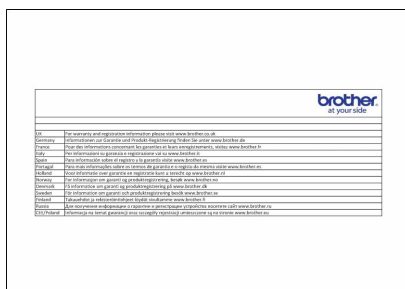 brother
at your side
UK For warranty and registration information please visit www.brother.co.uk
Germany Informationen zur Garantie und Produkt-Registrierung finden Sie unter www.brother.de
France Pour des informations concernant les garanties et leurs enregistrements, visitez www.brother.fr
Italy Per informazioni su garanzia e registrazione vai su www.brother.it
Spain Para información sobre el registro y la garantía visite www.brother.es
Portugal Para mais informações sobre os termos de garantia e o registo da mesma visite www.brother.es
Holland Voor informatie over garantie en registratie kunt u terecht op www.brother.nl
Norway For informasjon om garanti og produktregistrering, besøk www.brother.no
Denmark Få information om garanti og produktregistrering på www.brother.dk
Sweden För information om garanti och produktregistrering besök www.brother.se
Finland Takuuehdot ja rekisteröintiohjeet löydät sivuiltamme www.brother.fi
Russia Для получения информации о гарантии и регистрации устройства посетите сайт www.brother.ru
CEE/Poland Informacja na temat gwarancji oraz szczegóły rejestracji umieszczone są na stronie www.brother.eu